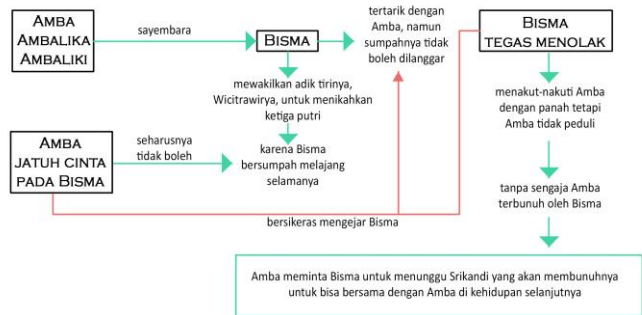 AMBA
AMBALIKA
AMBALIKI
sayembara
BISMA
tertarik dengan
Amba, namun
sumpahnya tidak
boleh dilanggar
BISMA
TEGAS MENOLAK
mewakilkan adik tirinya,
Wicitrawirya, untuk menikahkan
ketiga putri
menakut-nakuti Amba
dengan panah tetapi
Amba tidak peduli
AMBA
JATUH CINTA
PADA BISMA
seharusnya
tidak boleh
karena Bisma
bersumpah melajang
selamanya
tanpa sengaja Amba
terbunuh oleh Bisma
bersikeras mengejar Bisma
Amba meminta Bisma untuk menunggu Srikandi yang akan membunuhnya
untuk bisa bersama dengan Amba di kehidupan selanjutnya